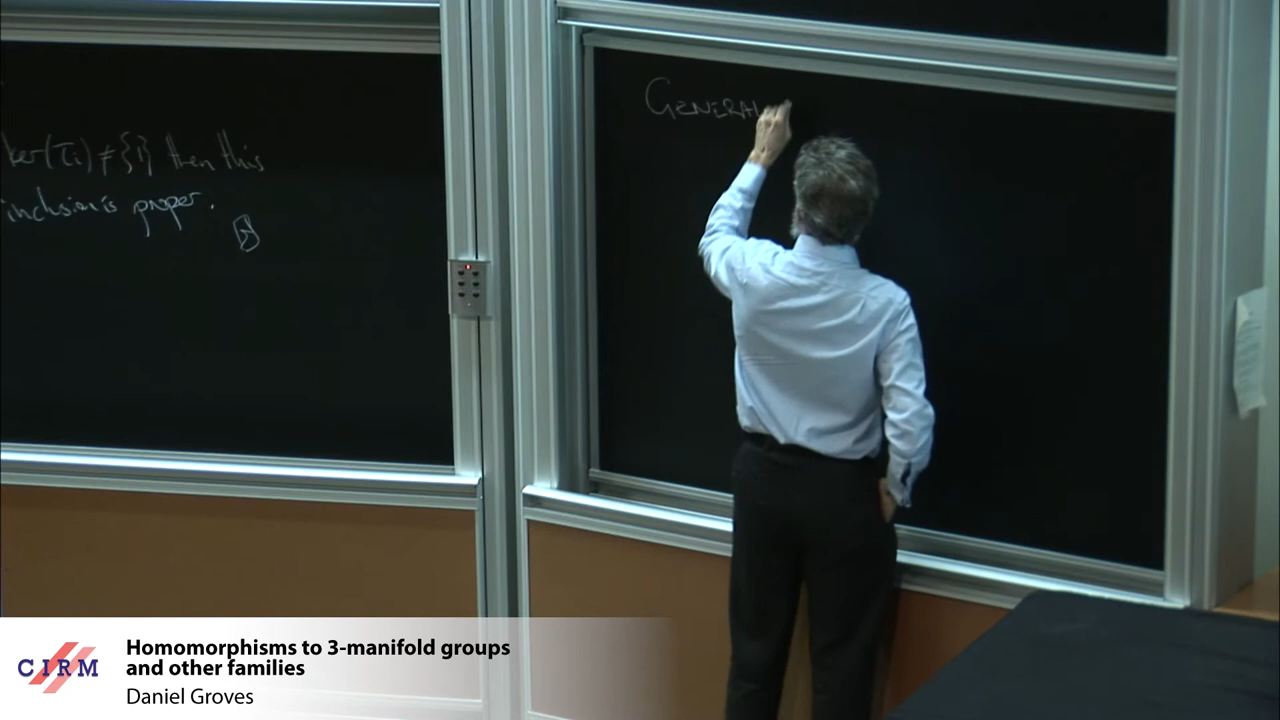 ker(τi) ≠ {1} then this
inclusion is proper.
GENERAL
CIRM
Homomorphisms to 3-manifold groups
and other families
Daniel Groves